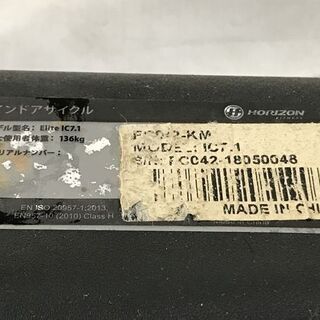 インドアサイクル
デル型名: Elite IC7.1
使用者体重: 136kg
リアルナンバー:
HORIZON
FITNESS
FC042-KM
MODEL: IC7.1
S/N: FC042-18050048
MADE IN CHI
EN ISO 20957-1:2013,
EN957-10 (2010) Class H